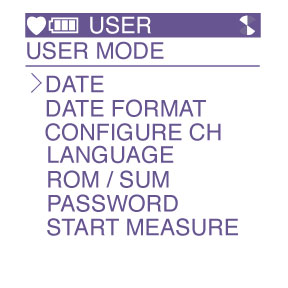 USER
USER MODE
>DATE
DATE FORMAT
CONFIGURE CH
LANGUAGE
ROM / SUM
PASSWORD
START MEASURE